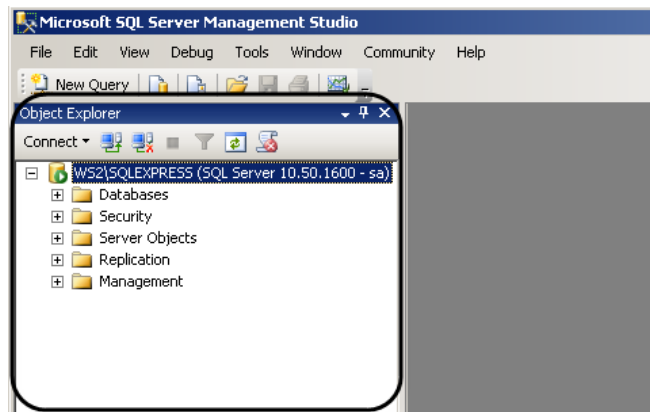 Microsoft SQL Server Management Studio
File Edit View Debug Tools Window Community Help
New Query
Object Explorer
Connect
WS2\SQLEXPRESS (SQL Server 10.50.1600 - sa)
Databases
Security
Server Objects
Replication
Management